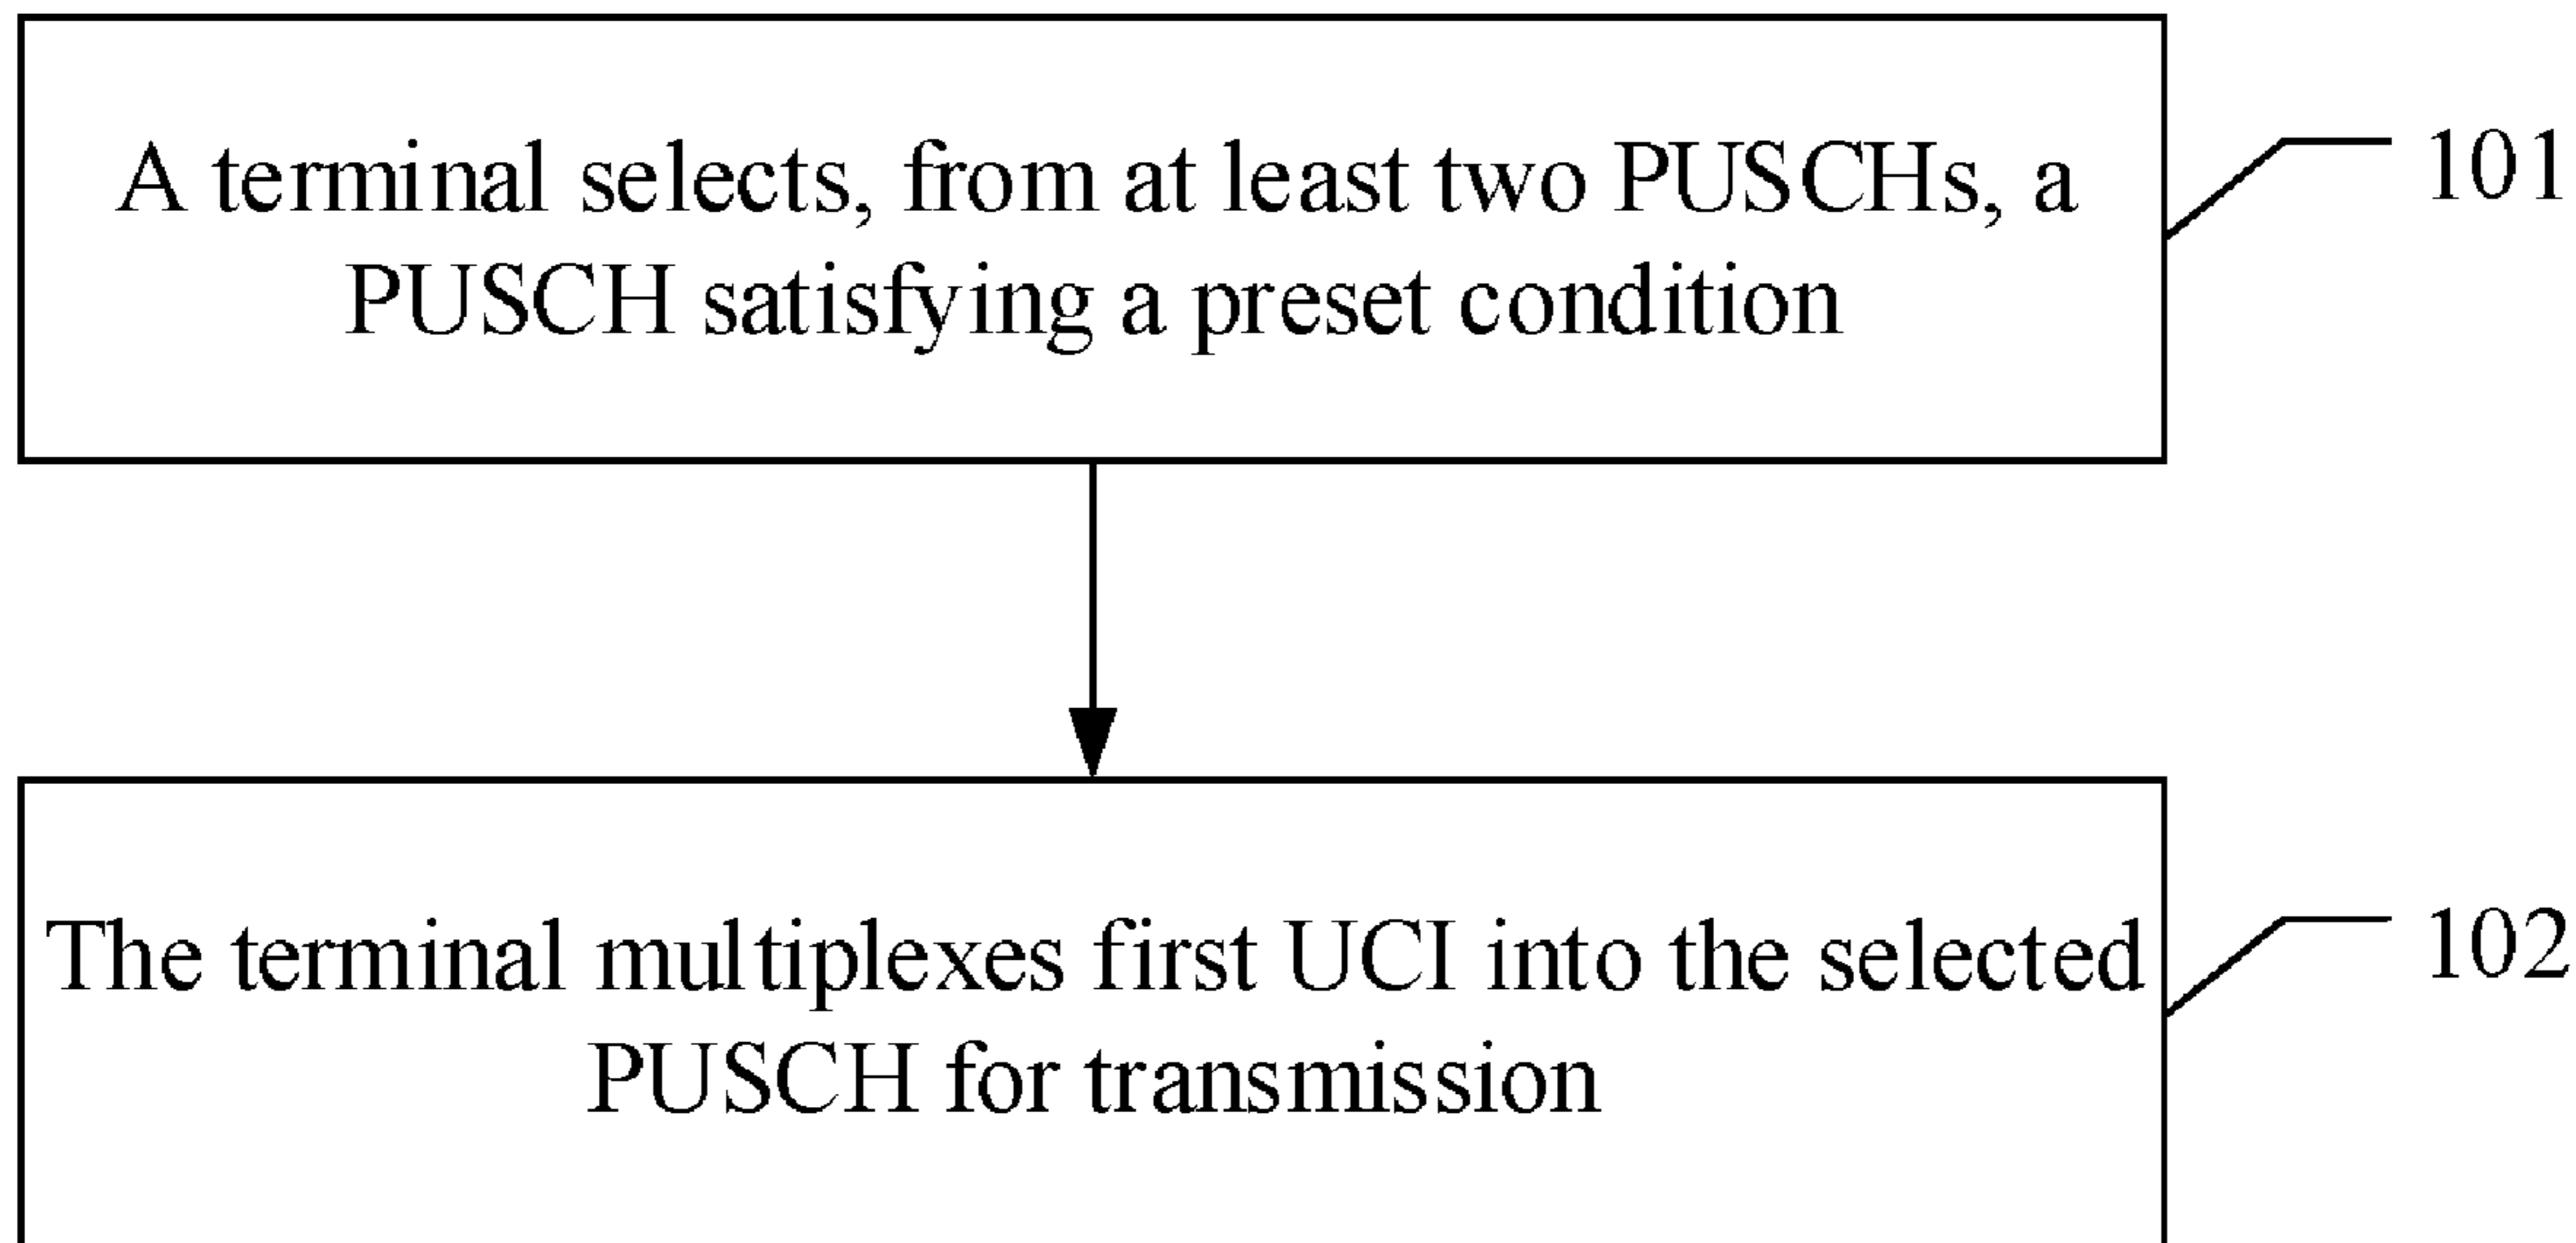 A terminal selects, from at least two PUSCHs, a
PUSCH satisfying a preset condition
101
The terminal multiplexes first UCI into the selected
PUSCH for transmission
102